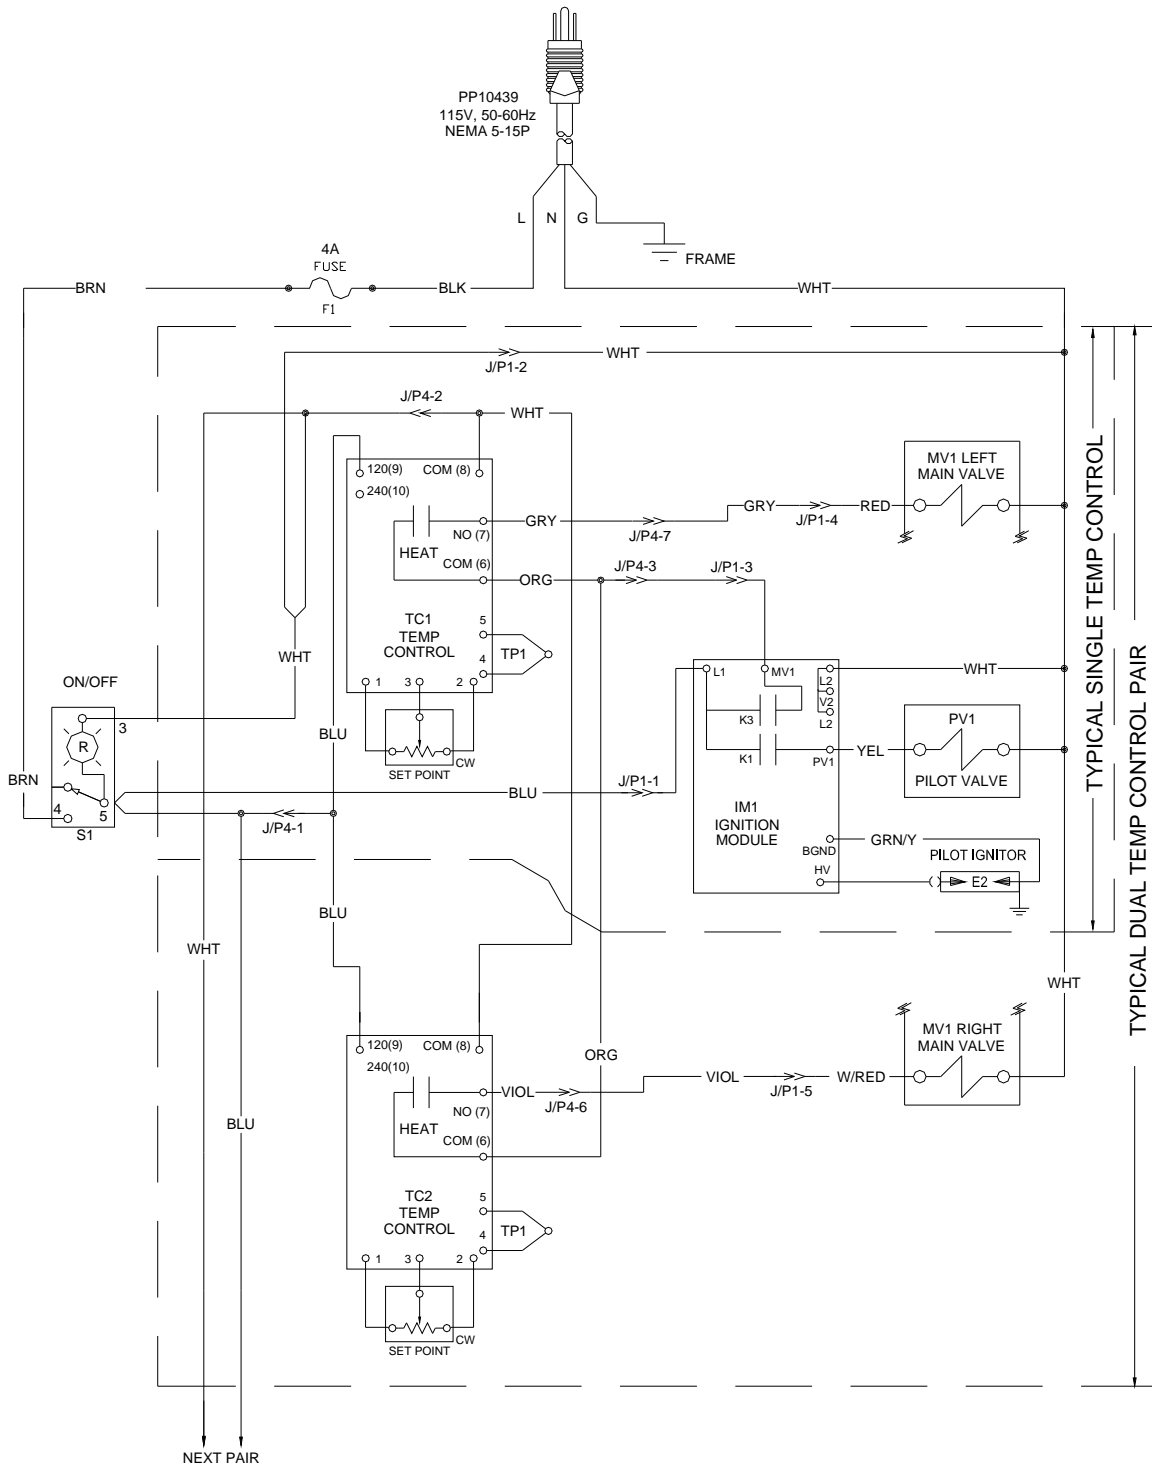 PP10439
115V, 50-60Hz
NEMA 5-15P
L N G
FRAME
4A
FUSE
F1
BRN
BLK
WHT
J/P1-2
WHT
J/P4-2
WHT
120(9) COM (8)
240(10)
NO (7)
HEAT
COM (6)
GRY
J/P4-7
GRY
J/P1-4
RED
MV1 LEFT
MAIN VALVE
ORG
J/P4-3
J/P1-3
TC1
TEMP
CONTROL
5
4
TP1
1 3 2
SET POINT
CW
WHT
ON/OFF
R
3
4
5
S1
BRN
BLU
J/P4-1
BLU
J/P1-1
L1
MV1
L2
V2
L2
K3
K1
PV1
IM1
IGNITION
MODULE
BGND
HV
WHT
YEL
PV1
PILOT VALVE
GRN/Y
PILOT IGNITOR
E2
TYPICAL SINGLE TEMP CONTROL
TYPICAL DUAL TEMP CONTROL PAIR
BLU
WHT
BLU
WHT
120(9) COM (8)
240(10)
NO (7)
HEAT
COM (6)
VIOL
J/P4-6
ORG
VIOL
J/P1-5
W/RED
MV1 RIGHT
MAIN VALVE
TC2
TEMP
CONTROL
5
4
TP1
1 3 2
SET POINT
CW
NEXT PAIR